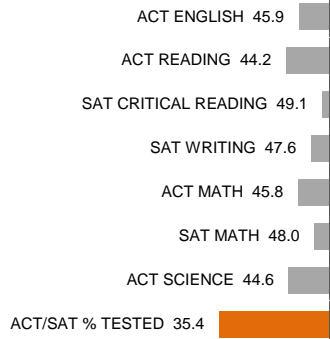 ACT ENGLISH 45.9
ACT READING 44.2
SAT CRITICAL READING 49.1
SAT WRITING 47.6
ACT MATH 45.8
SAT MATH 48.0
ACT SCIENCE 44.6
ACT/SAT % TESTED 35.4